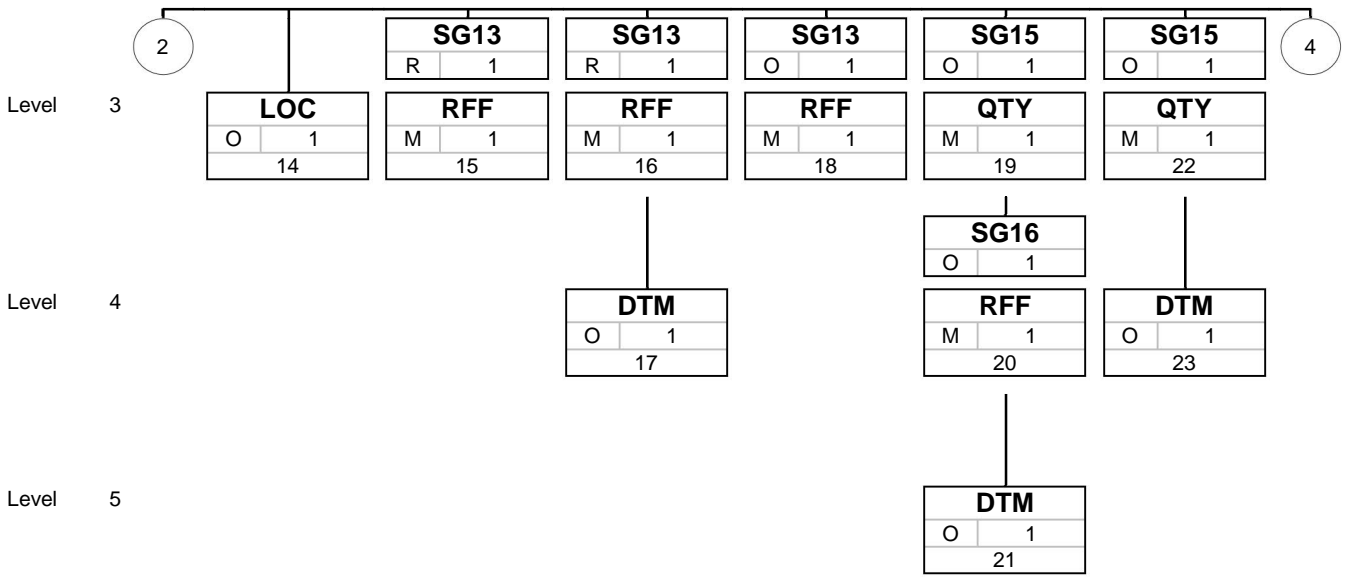 2 SG13 SG13 SG13 SG15 SG15 4
R 1 R 1 O 1 O 1 O 1
Level 3 LOC RFF RFF RFF QTY QTY
O 1 M 1 M 1 M 1 M 1 M 1
14 15 16 18 19 22
SG16
O 1
Level 4 DTM RFF DTM
O 1 M 1 O 1
17 20 23
Level 5 DTM
O 1
21